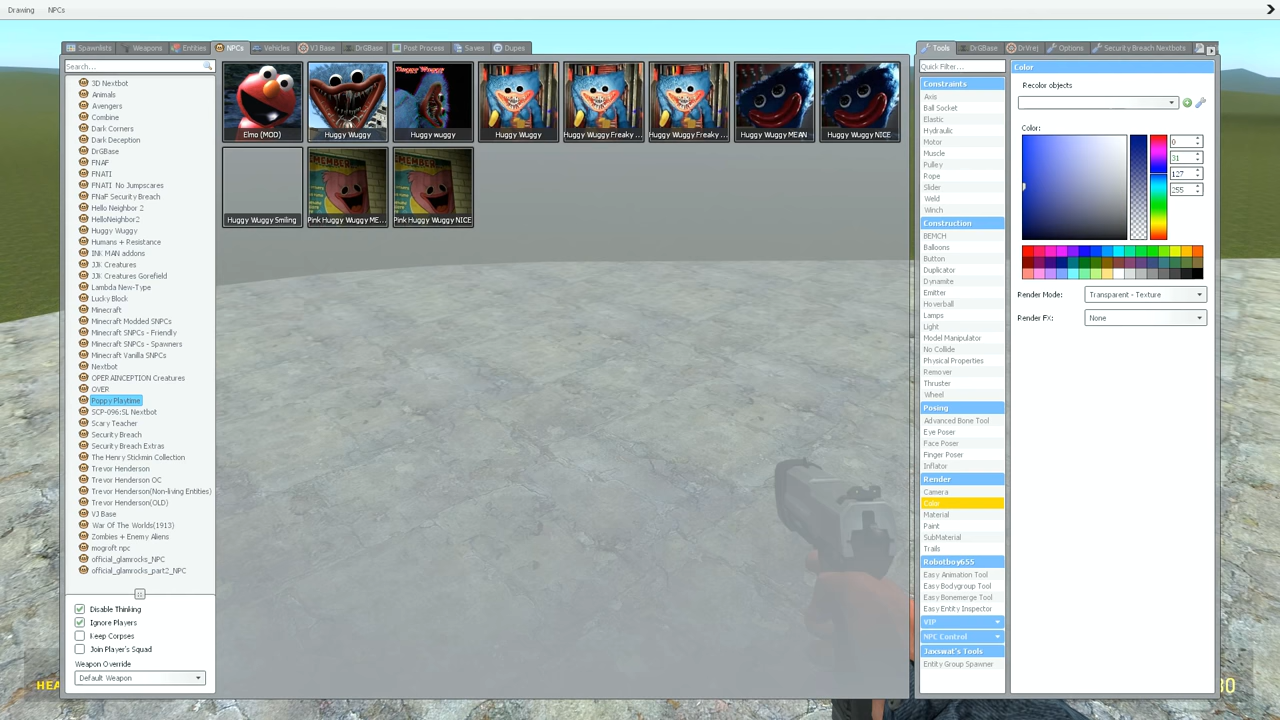 Drawing NPCs
Spawnlists Weapons Entities NPCs Vehicles VJ Base DrGBase Post Process Saves Dupes
Search...
3D Nextbot
Animals
Avengers
Combine
Dark Corners
Dark Deception
DrGBase
FNAF
FNATI
FNATI No Jumpscares
FNaF Security Breach
Hello Neighbor 2
HelloNeighbor2
Huggy Wuggy
Humans + Resistance
INK MAN addons
JJK Creatures
JJK Creatures Gorefield
Lambda New-Type
Lucky Block
Minecraft
Minecraft Modded SNPCs
Minecraft SNPCs - Friendly
Minecraft SNPCs - Spawners
Minecraft Vanilla SNPCs
Nextbot
OPERAINCEPTION Creatures
OVER
Poppy Playtime
SCP-096:SL Nextbot
Scary Teacher
Security Breach
Security Breach Extras
The Henry Stickmin Collection
Trevor Henderson
Trevor Henderson OC
Trevor Henderson(Non-living Entities)
Trevor Henderson(OLD)
VJ Base
War Of The Worlds(1913)
Zombies + Enemy Aliens
mogroft npc
official_glamrocks_NPC
official_glamrocks_part2_NPC
Disable Thinking
Ignore Players
Keep Corpses
Join Player's Squad
Weapon Override
Default Weapon
Elmo (MOD)
Huggy Wuggy
Huggy wuggy
Huggy Wuggy
Huggy Wuggy Freaky ...
Huggy Wuggy Freaky ...
Huggy Wuggy MEAN
Huggy Wuggy NICE
Huggy Wuggy Smiling
Pink Huggy Wuggy ME...
Pink Huggy Wuggy NICE
Tools DrGBase DrVrej Options Security Breach Nextbots
Quick Filter...
Constraints
Axis
Ball Socket
Elastic
Hydraulic
Motor
Muscle
Pulley
Rope
Slider
Weld
Winch
Construction
BEMCH
Balloons
Button
Duplicator
Dynamite
Emitter
Hoverball
Lamps
Light
Model Manipulator
No Collide
Physical Properties
Remover
Thruster
Wheel
Posing
Advanced Bone Tool
Eye Poser
Face Poser
Finger Poser
Inflator
Render
Camera
Color
Material
Paint
SubMaterial
Trails
Robotboy655
Easy Animation Tool
Easy Bodygroup Tool
Easy Bonemerge Tool
Easy Entity Inspector
VIP
NPC Control
Jaxswat's Tools
Entity Group Spawner
Color
Recolor objects
Color:
0
31
127
255
Render Mode: Transparent - Texture
Render FX: None